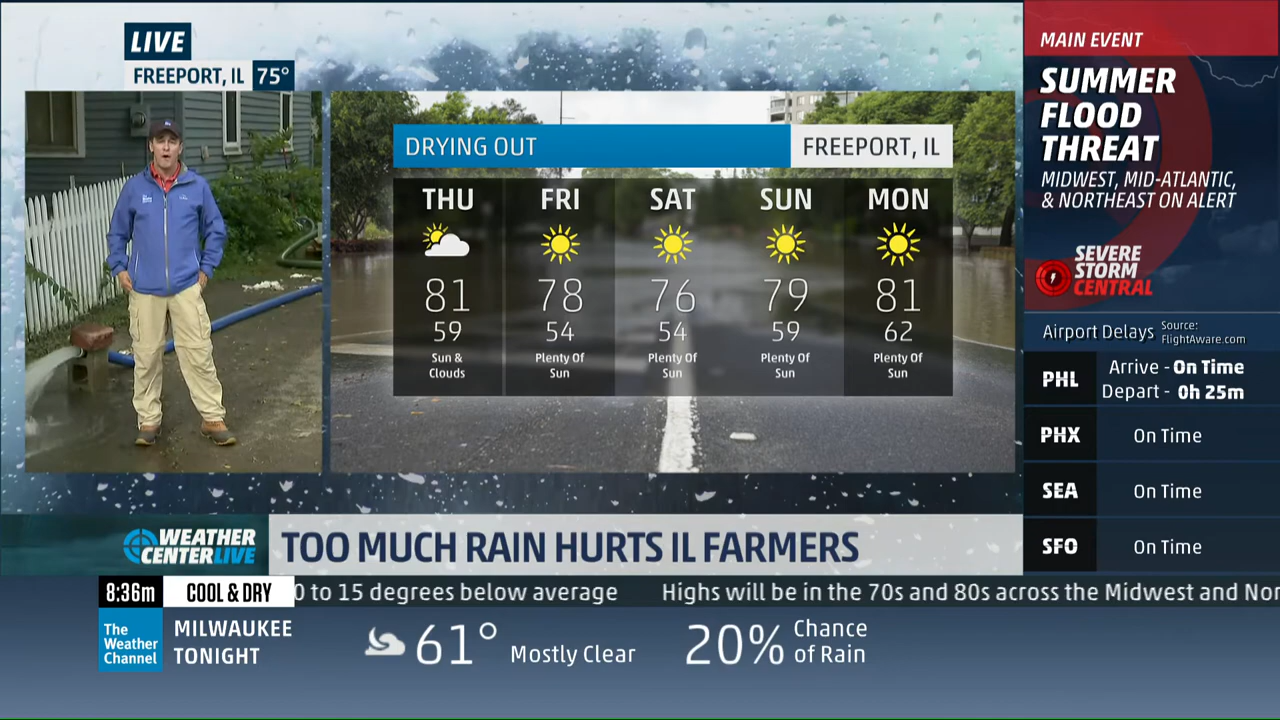 LIVE
FREEPORT, IL 75°
DRYING OUT FREEPORT, IL
THU FRI SAT SUN MON
81 78 76 79 81
59 54 54 59 62
Sun & Clouds
Plenty Of Sun
Plenty Of Sun
Plenty Of Sun
Plenty Of Sun
MAIN EVENT
SUMMER
FLOOD
THREAT
MIDWEST, MID-ATLANTIC,
& NORTHEAST ON ALERT
SEVERE
STORM
CENTRAL
Airport Delays Source: FlightAware.com
PHL Arrive - On Time
Depart - 0h 25m
PHX On Time
SEA On Time
SFO On Time
WEATHER
CENTER LIVE
TOO MUCH RAIN HURTS IL FARMERS
8:36m COOL & DRY 0 to 15 degrees below average Highs will be in the 70s and 80s across the Midwest and Nor
The
Weather
Channel
MILWAUKEE
TONIGHT
61° Mostly Clear
20% Chance
of Rain